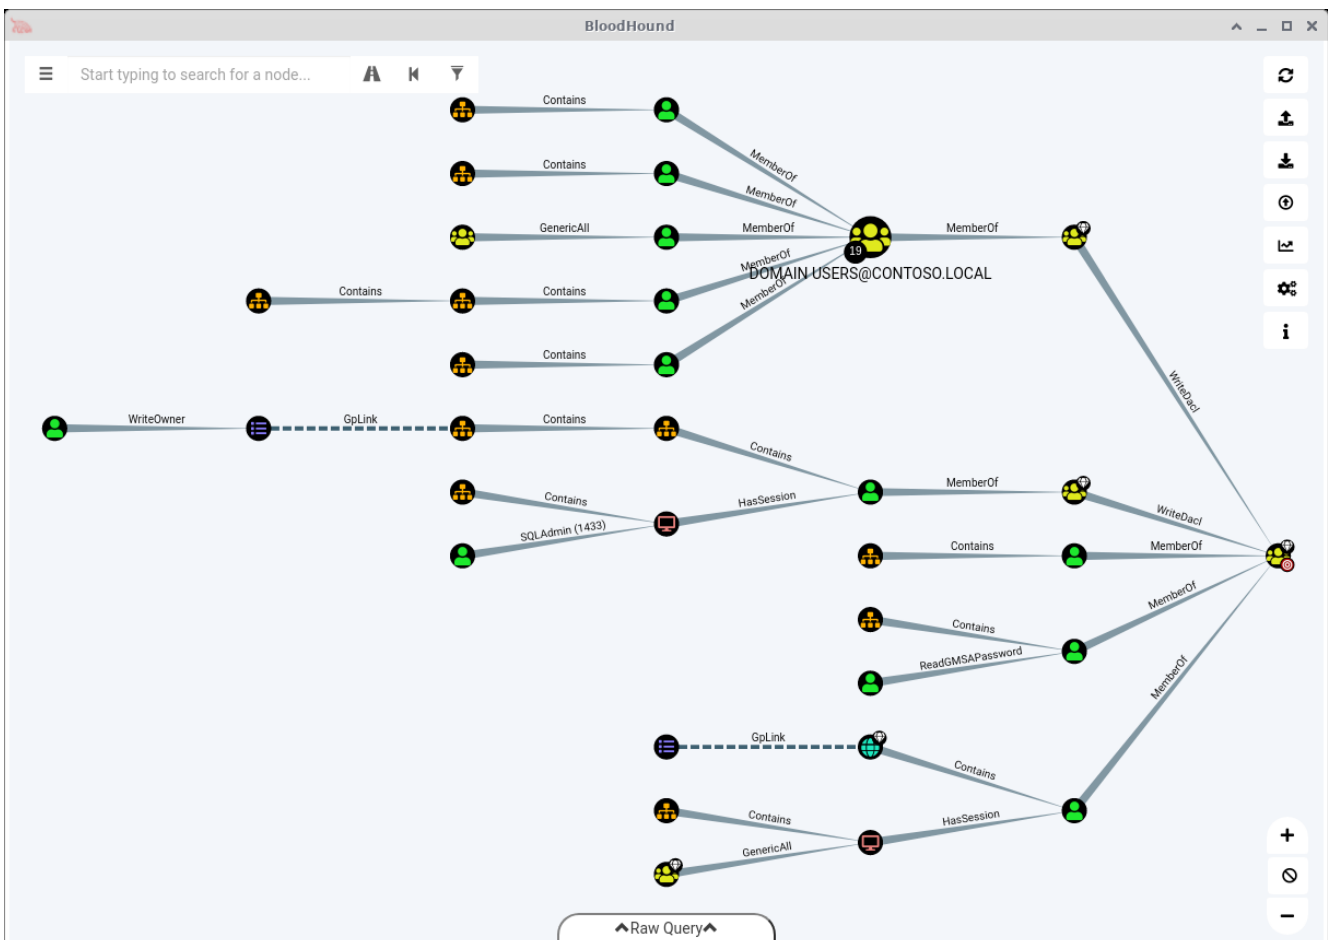 BloodHound
Start typing to search for a node...
Contains
MemberOf
Contains
MemberOf
GenericAll
MemberOf
MemberOf
19
MemberOf
DOMAIN USERS@CONTOSO.LOCAL
Contains
Contains
MemberOf
Contains
WriteDacl
WriteOwner
GpLink
Contains
Contains
MemberOf
Contains
HasSession
WriteDacl
SQLAdmin (1433)
Contains
MemberOf
MemberOf
Contains
ReadGMSAPassword
MemberOf
GpLink
Contains
Contains
HasSession
GenericAll
Raw Query